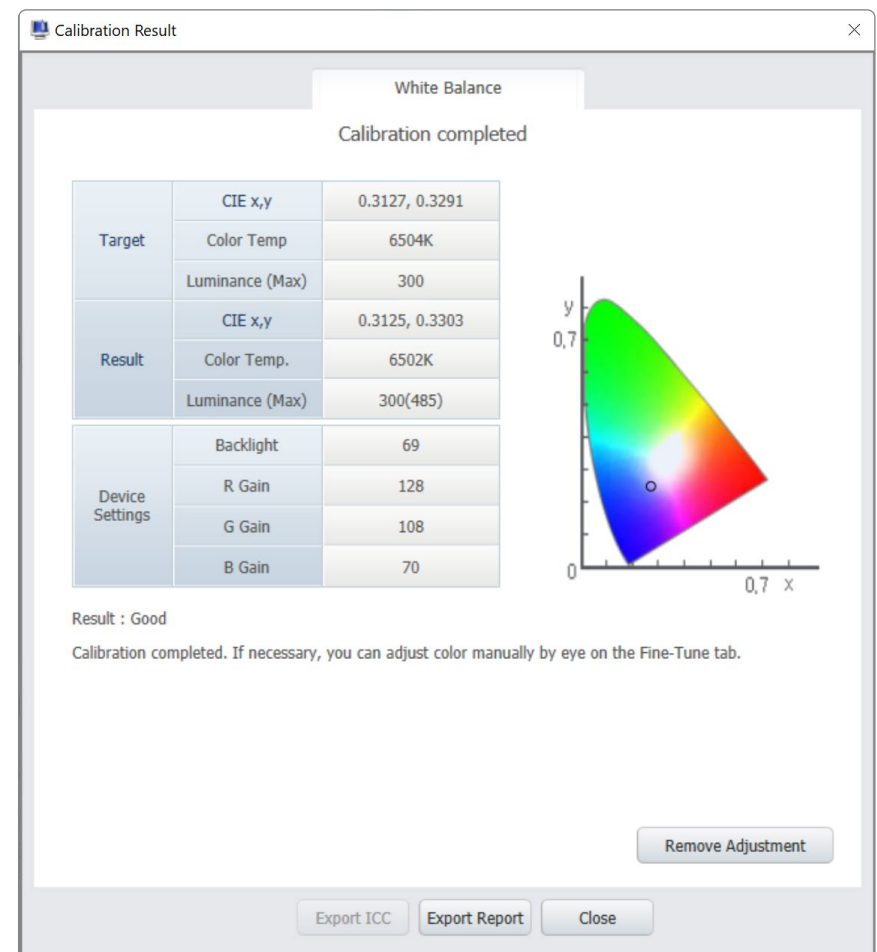 Calibration Result
White Balance
Calibration completed
Target
CIE x,y 0.3127, 0.3291
Color Temp 6504K
Luminance (Max) 300
Result
CIE x,y 0.3125, 0.3303
Color Temp. 6502K
Luminance (Max) 300(485)
Device
Settings
Backlight 69
R Gain 128
G Gain 108
B Gain 70
y
0,7
0
0,7 x
Result : Good
Calibration completed. If necessary, you can adjust color manually by eye on the Fine-Tune tab.
Remove Adjustment
Export ICC Export Report Close